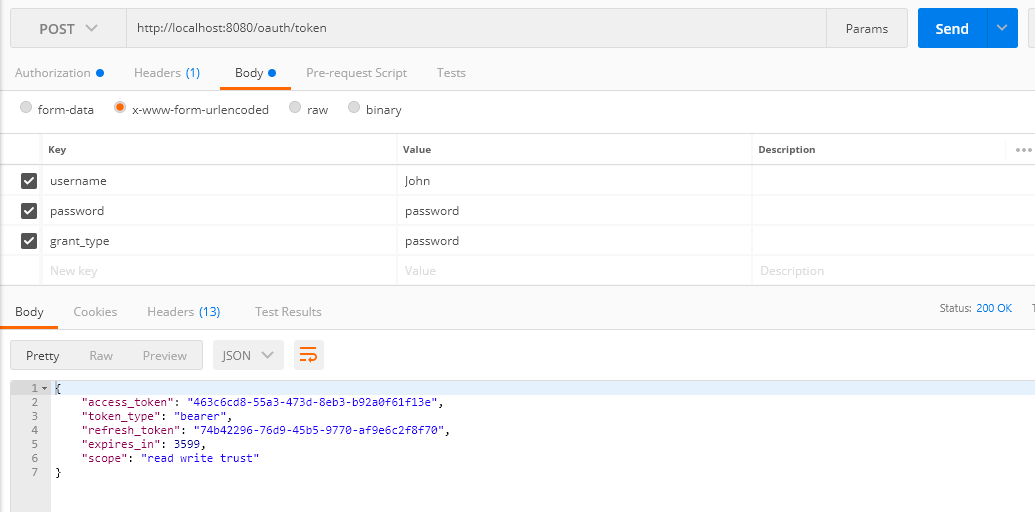 POST http://localhost:8080/oauth/token Params Send
Authorization Headers (1) Body Pre-request Script Tests
form-data x-www-form-urlencoded raw binary
Key Value Description
username John
password password
grant_type password
New key Value Description
Body Cookies Headers (13) Test Results Status: 200 OK
Pretty Raw Preview JSON
1 {
2 "access_token": "463c6cd8-55a3-473d-8eb3-b92a0f61f13e",
3 "token_type": "bearer",
4 "refresh_token": "74b42296-76d9-45b5-9770-af9e6c2f8f70",
5 "expires_in": 3599,
6 "scope": "read write trust"
7 }